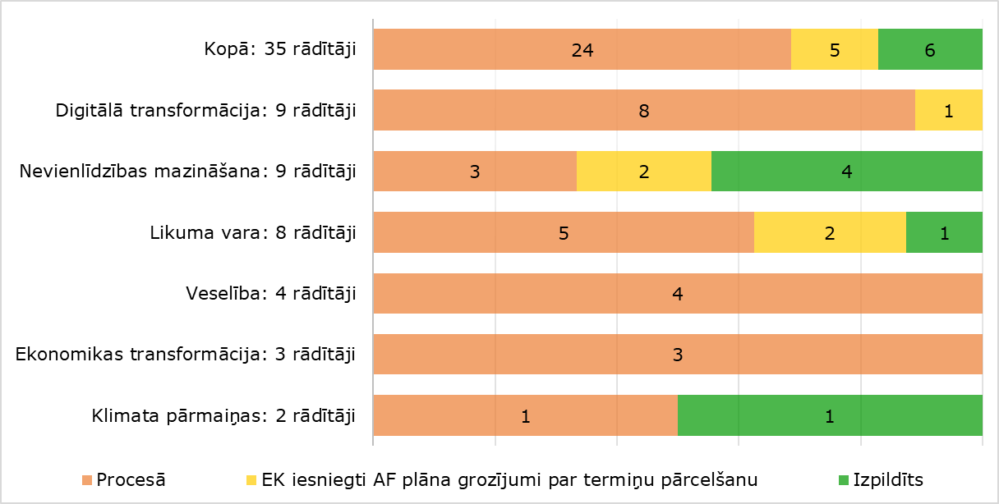 Kopā: 35 rādītāji 24 5 6
Digitālā transformācija: 9 rādītāji 8 1
Nevienlīdzības mazināšana: 9 rādītāji 3 2 4
Likuma vara: 8 rādītāji 5 2 1
Veselība: 4 rādītāji 4
Ekonomikas transformācija: 3 rādītāji 3
Klimata pārmaiņas: 2 rādītāji 1 1
Procesā EK iesniegti AF plāna grozījumi par termiņu pārcelšanu Izpildīts